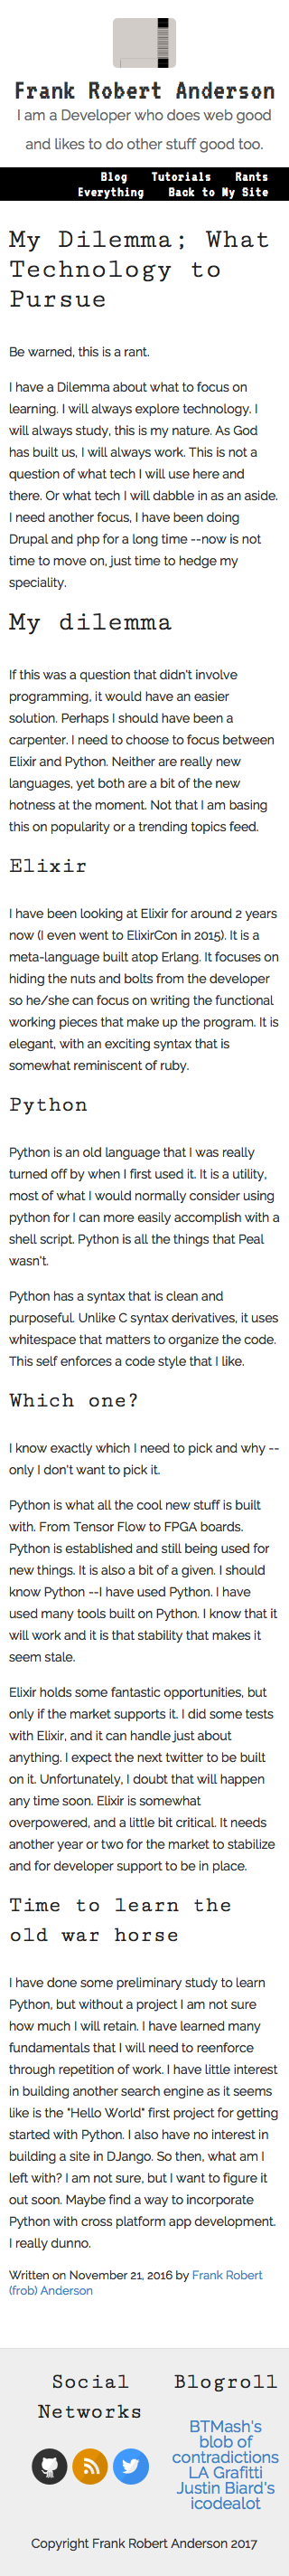 Frank Robert Anderson
I am a Developer who does web good
and likes to do other stuff good too.
Blog Tutorials Rants
Everything Back to My Site
My Dilemma; What
Technology to
Pursue
Be warned, this is a rant.
I have a Dilemma about what to focus on
learning. I will always explore technology. I
will always study, this is my nature. As God
has built us, I will always work. This is not a
question of what tech I will use here and
there. Or what tech I will dabble in as an aside.
I need another focus, I have been doing
Drupal and php for a long time --now is not
time to move on, just time to hedge my
speciality.
My dilemma
If this was a question that didn't involve
programming, it would have an easier
solution. Perhaps I should have been a
carpenter. I need to choose to focus between
Elixir and Python. Neither are really new
languages, yet both are a bit of the new
hotness at the moment. Not that I am basing
this on popularity or a trending topics feed.
Elixir
I have been looking at Elixir for around 2 years
now (I even went to ElixirCon in 2015). It is a
meta-language built atop Erlang. It focuses on
hiding the nuts and bolts from the developer
so he/she can focus on writing the functional
working pieces that make up the program. It is
elegant, with an exciting syntax that is
somewhat reminiscent of ruby.
Python
Python is an old language that I was really
turned off by when I first used it. It is a utility,
most of what I would normally consider using
python for I can more easily accomplish with a
shell script. Python is all the things that Peal
wasn't.
Python has a syntax that is clean and
purposeful. Unlike C syntax derivatives, it uses
whitespace that matters to organize the code.
This self enforces a code style that I like.
Which one?
I know exactly which I need to pick and why --
only I don't want to pick it.
Python is what all the cool new stuff is built
with. From Tensor Flow to FPGA boards.
Python is established and still being used for
new things. It is also a bit of a given. I should
know Python --I have used Python. I have
used many tools built on Python. I know that it
will work and it is that stability that makes it
seem stale.
Elixir holds some fantastic opportunities, but
only if the market supports it. I did some tests
with Elixir, and it can handle just about
anything. I expect the next twitter to be built
on it. Unfortunately, I doubt that will happen
any time soon. Elixir is somewhat
overpowered, and a little bit critical. It needs
another year or two for the market to stabilize
and for developer support to be in place.
Time to learn the
old war horse
I have done some preliminary study to learn
Python, but without a project I am not sure
how much I will retain. I have learned many
fundamentals that I will need to reenforce
through repetition of work. I have little interest
in building another search engine as it seems
like is the "Hello World" first project for getting
started with Python. I also have no interest in
building a site in DJango. So then, what am I
left with? I am not sure, but I want to figure it
out soon. Maybe find a way to incorporate
Python with cross platform app development.
I really dunno.
Written on November 21, 2016 by Frank Robert
(frob) Anderson
Social
Networks
Blogroll
BTMash's
blob of
contradictions
LA Grafitti
Justin Biard's
icodealot
Copyright Frank Robert Anderson 2017